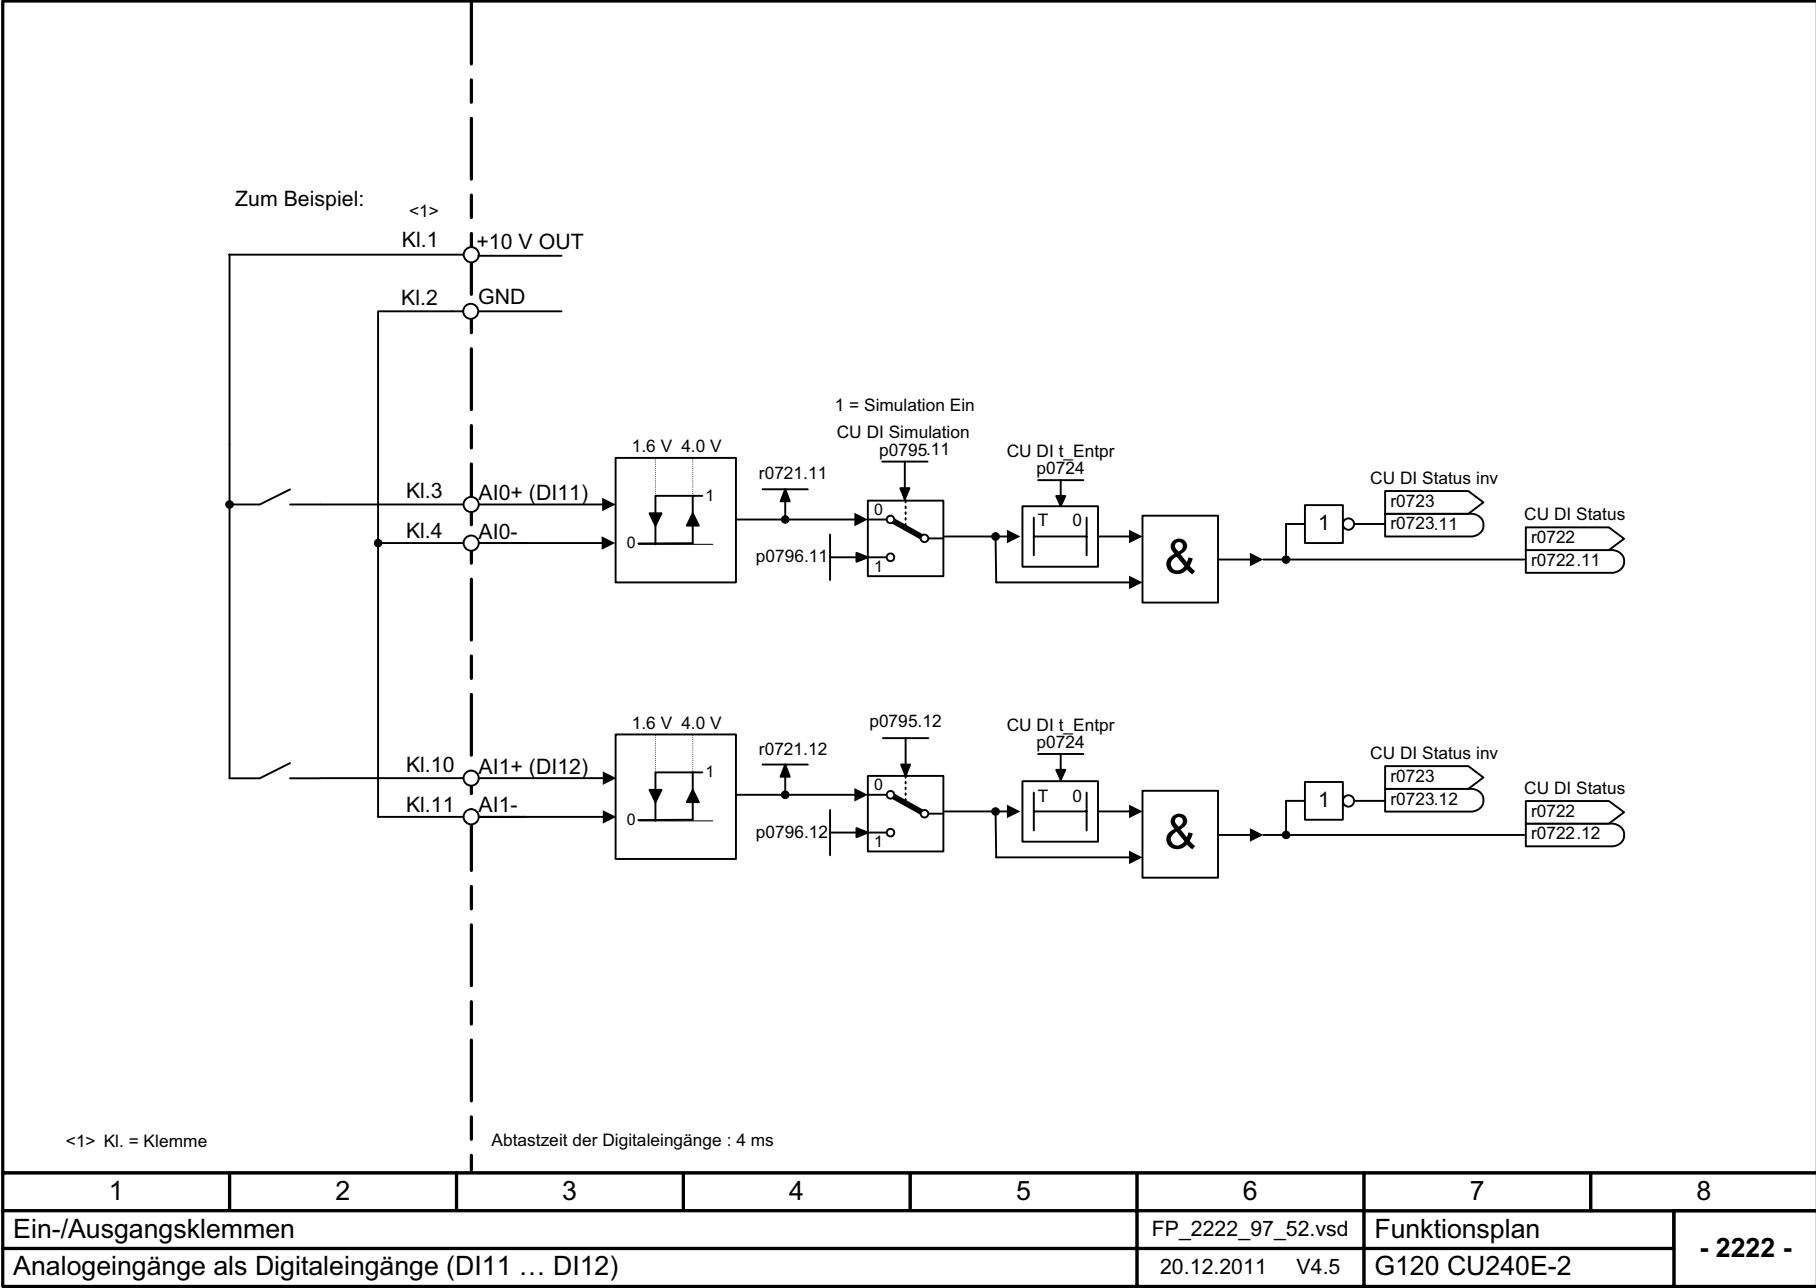 Zum Beispiel:
<1>
Kl.1
+10 V OUT
Kl.2
GND
1 = Simulation Ein
CU DI Simulation
p0795.11
1.6 V 4.0 V
r0721.11
CU DI t_Entpr
p0724
CU DI Status inv
r0723
r0723.11
CU DI Status
r0722
r0722.11
Kl.3
AI0+ (DI11)
Kl.4
AI0-
1
0
p0796.11
0
1
T 0
&
1
1.6 V 4.0 V
r0721.12
p0795.12
CU DI t_Entpr
p0724
CU DI Status inv
r0723
r0723.12
CU DI Status
r0722
r0722.12
Kl.10
AI1+ (DI12)
Kl.11
AI1-
1
0
p0796.12
0
1
T 0
&
1
<1> Kl. = Klemme
Abtastzeit der Digitaleingänge : 4 ms
1 2 3 4 5 6 7 8
Ein-/Ausgangsklemmen
FP_2222_97_52.vsd
Funktionsplan
- 2222 -
Analogeingänge als Digitaleingänge (DI11 … DI12)
20.12.2011 V4.5
G120 CU240E-2